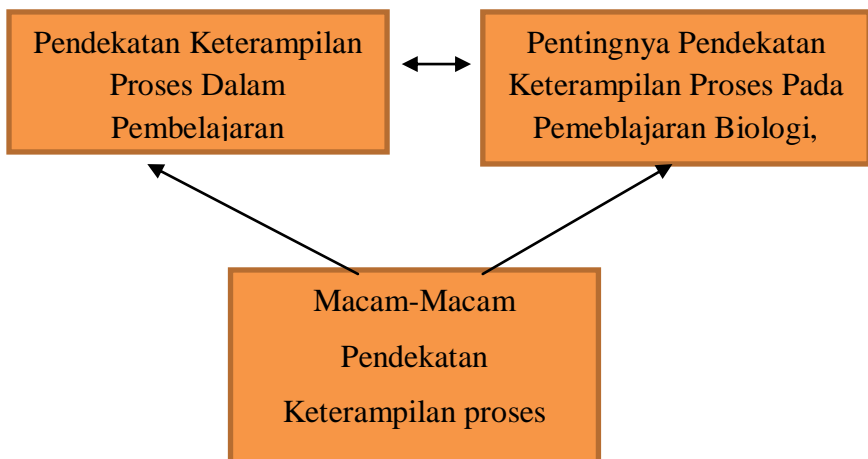 Pendekatan Keterampilan
Proses Dalam
Pembelajaran
Pentingnya Pendekatan
Keterampilan Proses Pada
Pemeblajaran Biologi,
Macam-Macam
Pendekatan
Keterampilan proses